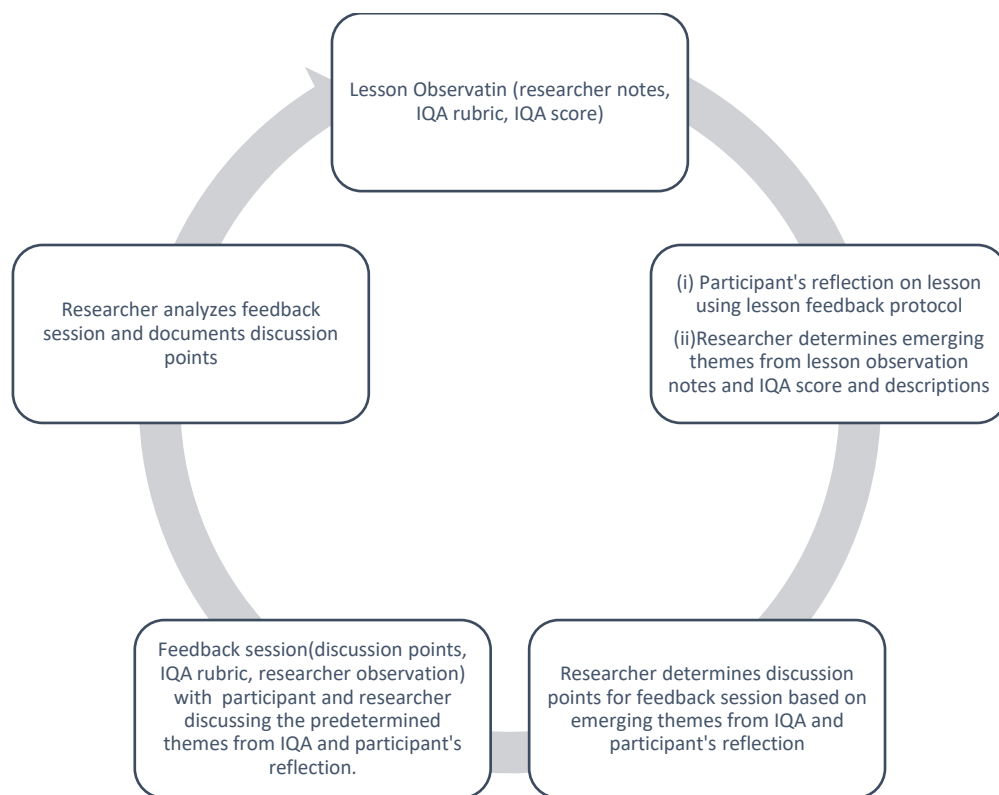 Lesson Observatin (researcher notes,
IQA rubric, IQA score)
(i) Participant's reflection on lesson
using lesson feedback protocol
(ii)Researcher determines emerging
themes from lesson observation
notes and IQA score and descriptions
Researcher determines discussion
points for feedback session based on
emerging themes from IQA and
participant's reflection
Feedback session(discussion points,
IQA rubric, researcher observation)
with participant and researcher
discussing the predetermined
themes from IQA and participant's
reflection.
Researcher analyzes feedback
session and documents discussion
points